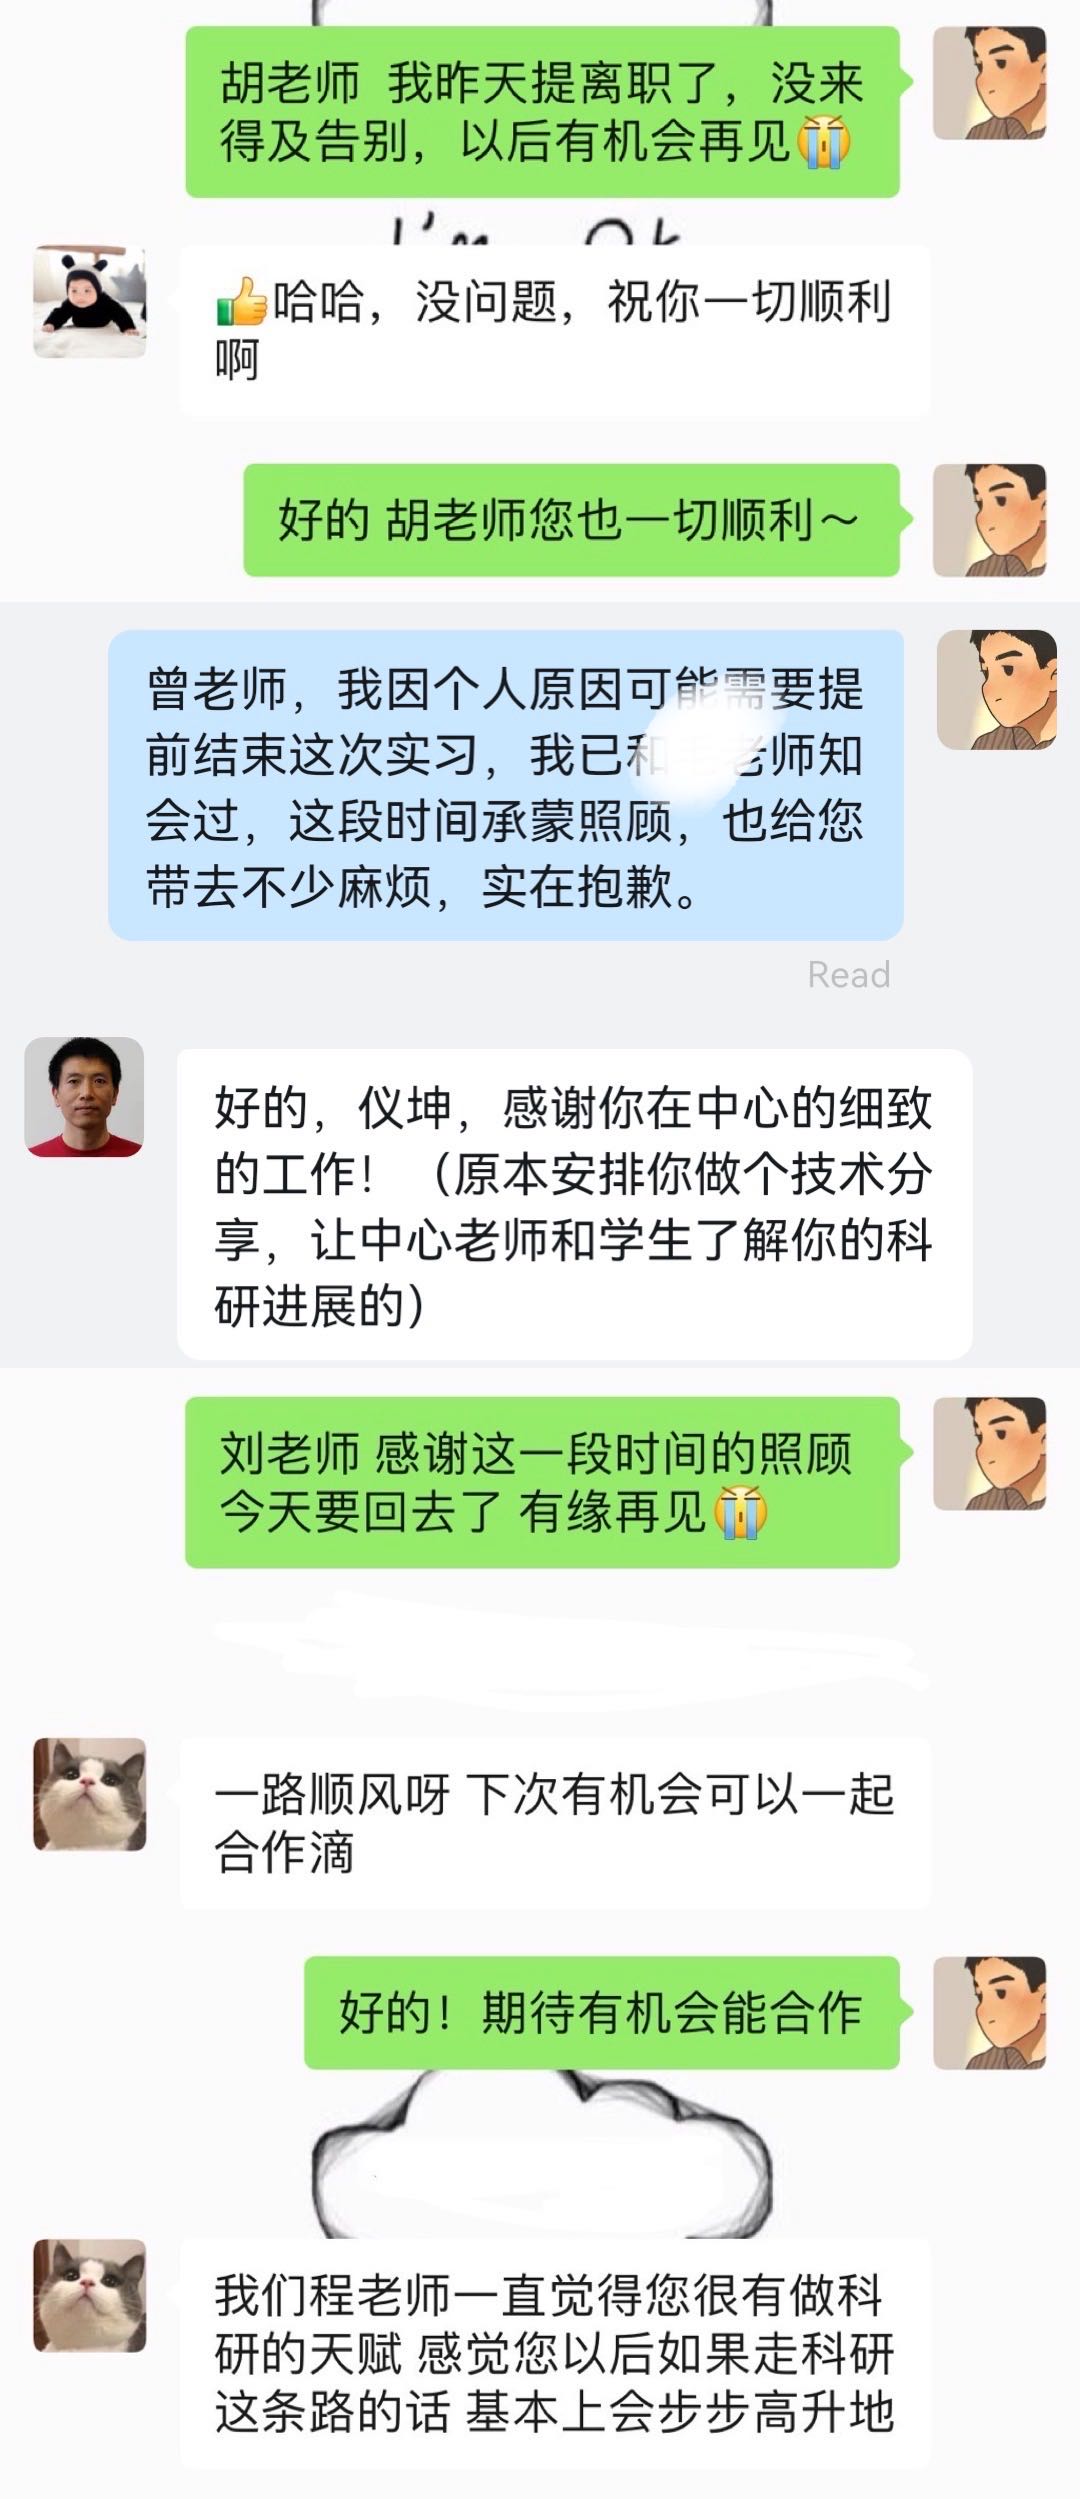 胡老师 我昨天提离职了，没来
得及告别，以后有机会再见😭
I'm Ok
👍哈哈，没问题，祝你一切顺利
啊
好的 胡老师您也一切顺利～
曾老师，我因个人原因可能需要提
前结束这次实习，我已和 老师知
会过，这段时间承蒙照顾，也给您
带去不少麻烦，实在抱歉。
Read
好的，仪坤，感谢你在中心的细致
的工作！（原本安排你做个技术分
享，让中心老师和学生了解你的科
研进展的）
刘老师 感谢这一段时间的照顾
今天要回去了 有缘再见😭
一路顺风呀 下次有机会可以一起
合作滴
好的！期待有机会能合作
我们程老师一直觉得您很有做科
研的天赋 感觉您以后如果走科研
这条路的话 基本上会步步高升地